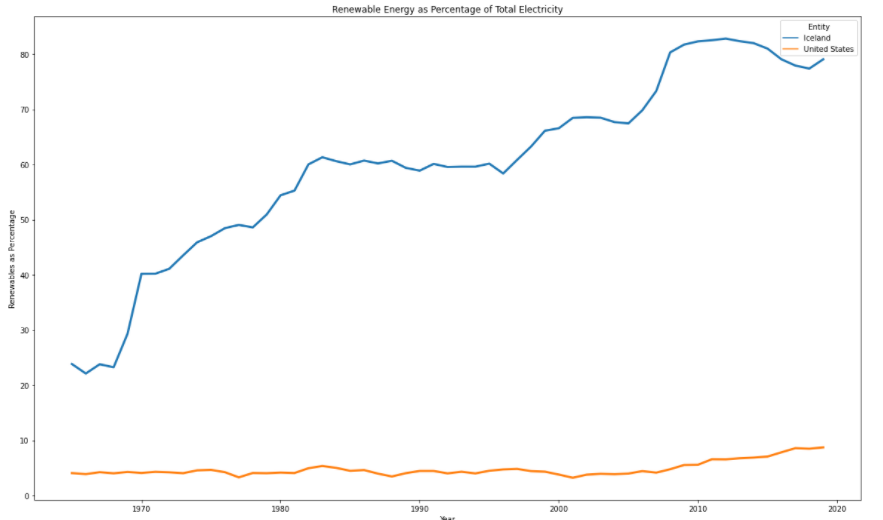 Renewable Energy as Percentage of Total Electricity
Entity
Iceland
United States
Renewables as Percentage
80
70
60
50
40
30
20
10
0
1970 1980 1990 2000 2010 2020
Year